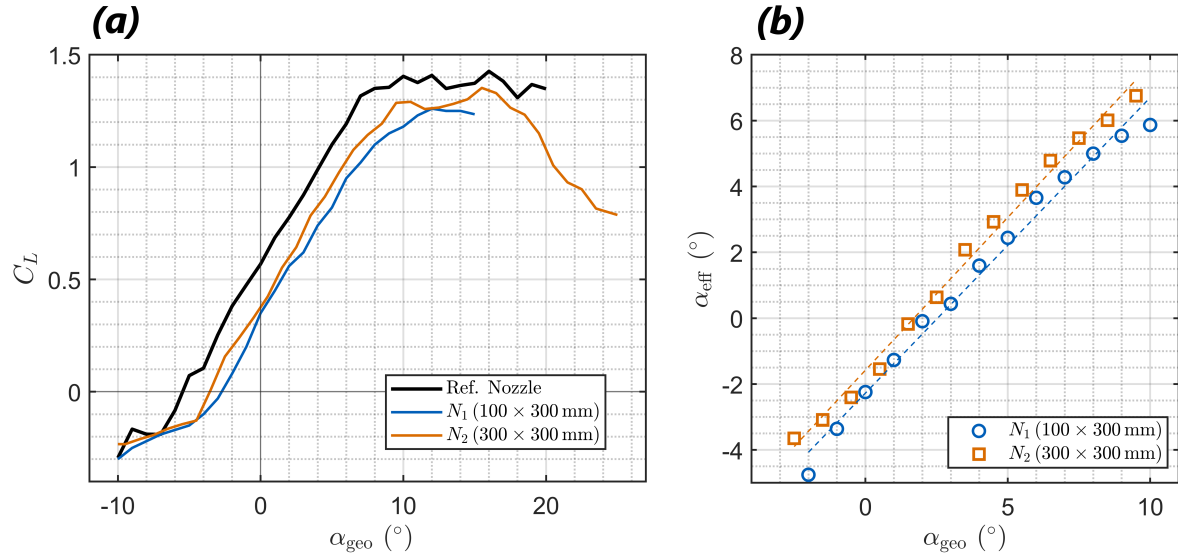 (a)
1.5
1
0.5
0
-10
0
10
20
C_L
α_geo (°)
Ref. Nozzle
N_1 (100 × 300 mm)
N_2 (300 × 300 mm)
(b)
8
6
4
2
0
-2
-4
0
5
10
α_eff (°)
α_geo (°)
N_1 (100 × 300 mm)
N_2 (300 × 300 mm)